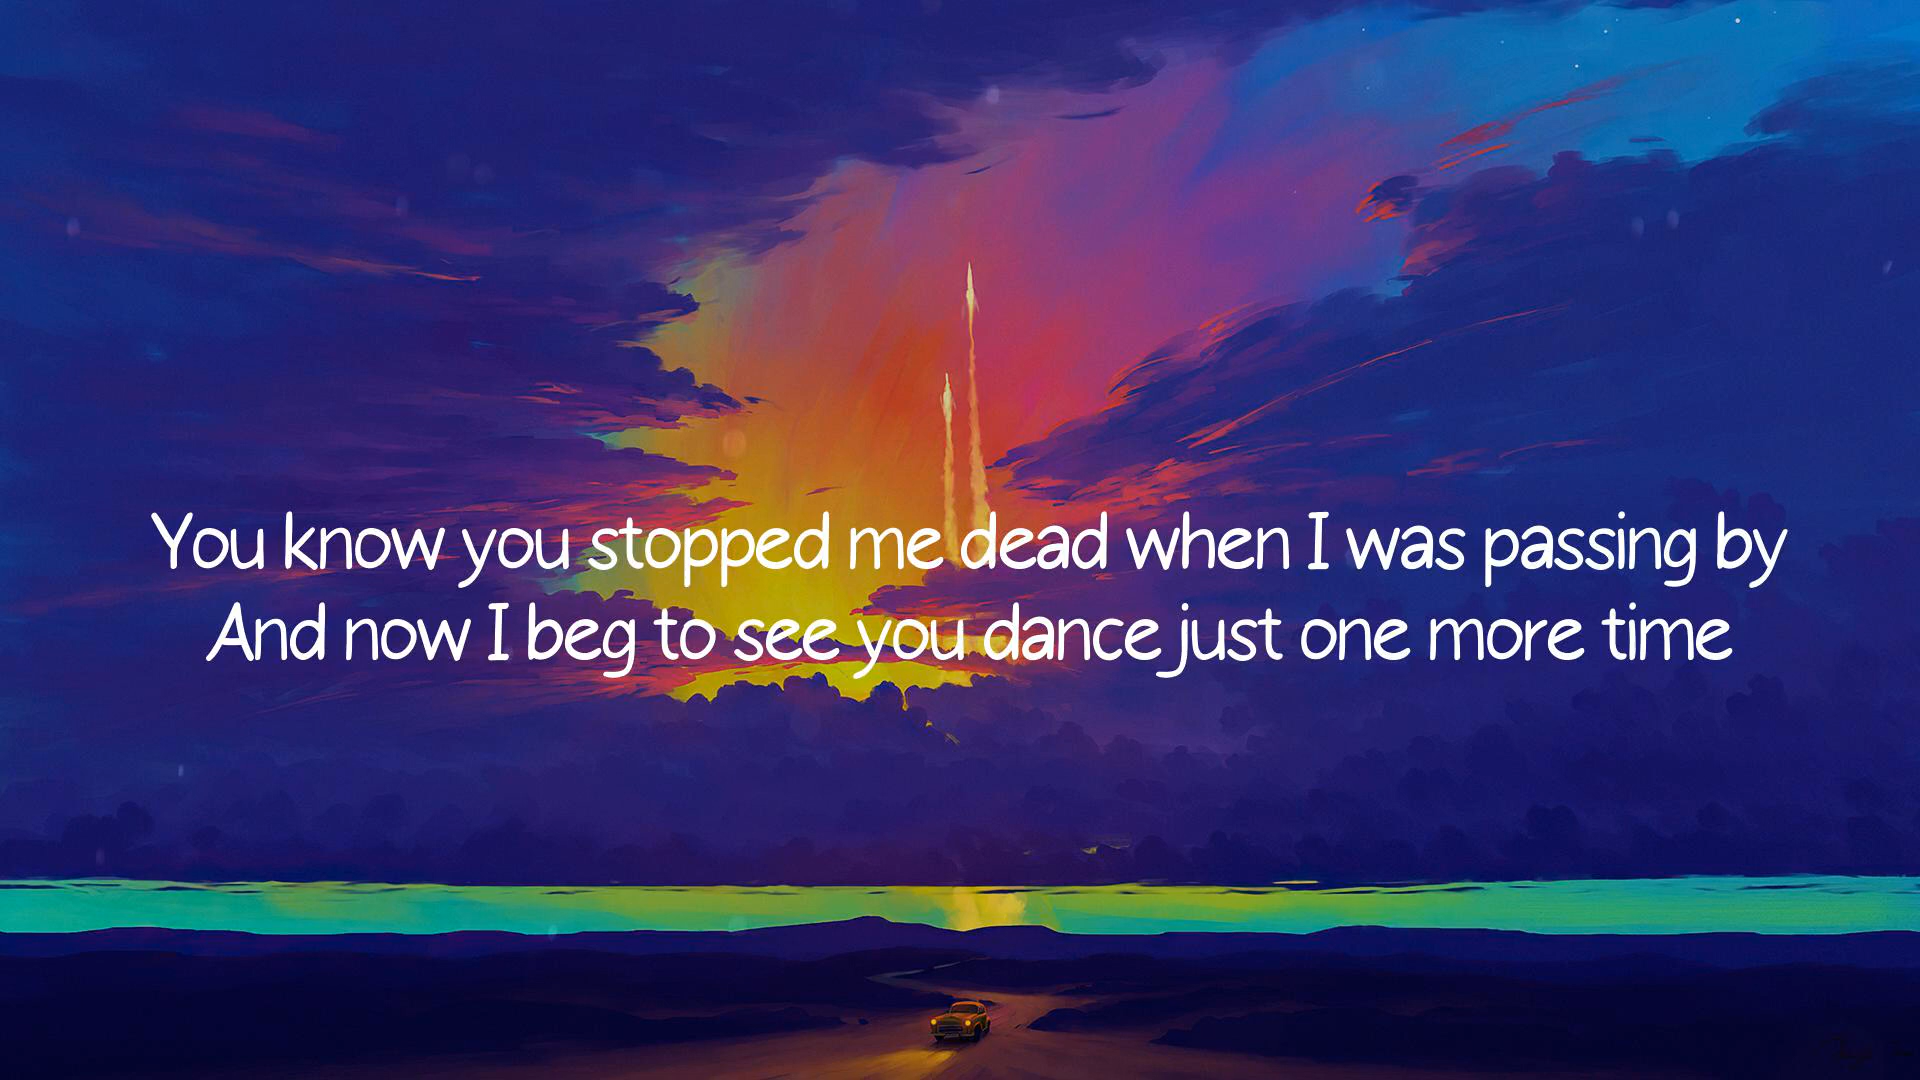 You know you stopped me dead when I was passing by
And now I beg to see you dance just one more time